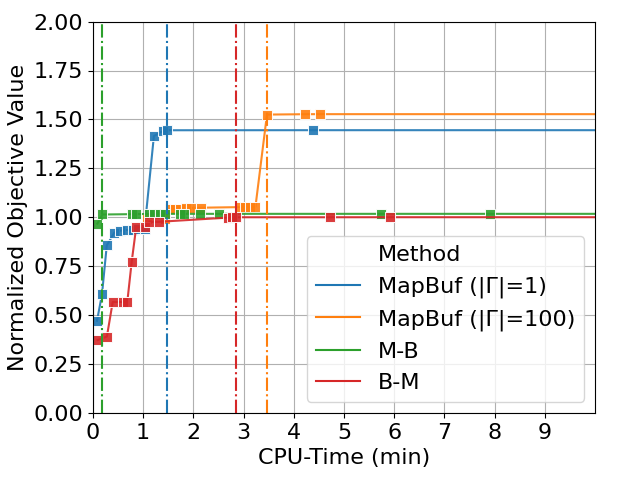 2.00
1.75
1.50
1.25
1.00
0.75
0.50
0.25
0.00
Normalized Objective Value
Method
MapBuf (|Γ|=1)
MapBuf (|Γ|=100)
M-B
B-M
0 1 2 3 4 5 6 7 8 9
CPU-Time (min)